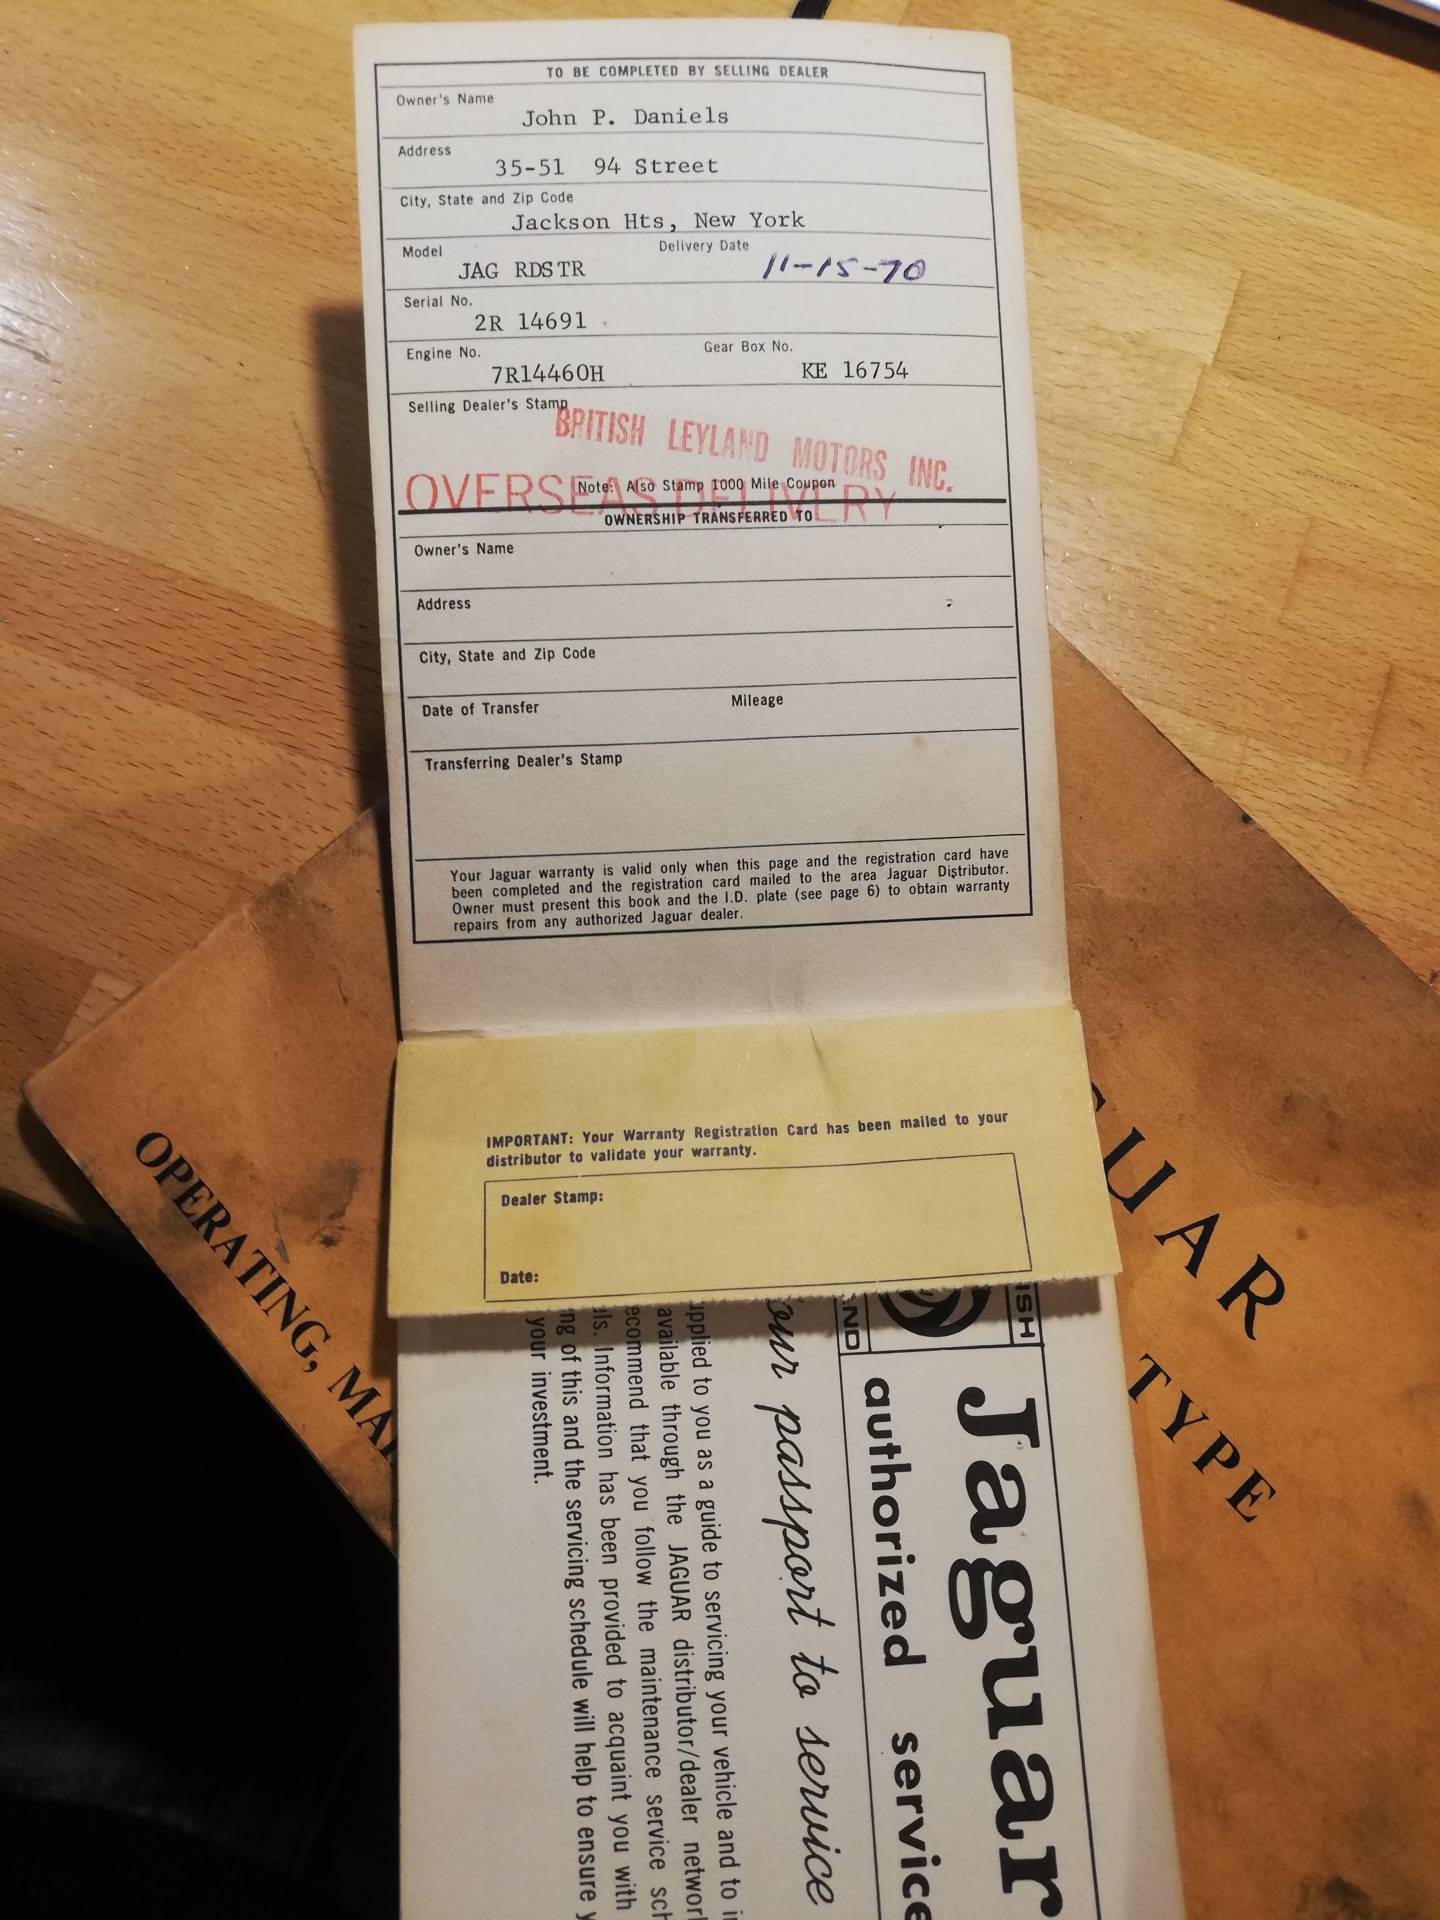 TO BE COMPLETED BY SELLING DEALER
Owner's Name
John P. Daniels
Address
35-51 94 Street
City, State and Zip Code
Jackson Hts, New York
Model Delivery Date
JAG RDSTR 11-15-70
Serial No.
2R 14691
Engine No. Gear Box No.
7R14460H KE 16754
Selling Dealer's Stamp
BRITISH LEYLAND MOTORS INC.
OVERSEAS DELIVERY
Note: Also Stamp 1000 Mile Coupon
OWNERSHIP TRANSFERRED TO
Owner's Name
Address
City, State and Zip Code
Date of Transfer Mileage
Transferring Dealer's Stamp
Your Jaguar warranty is valid only when this page and the registration card have
been completed and the registration card mailed to the area Jaguar Distributor.
Owner must present this book and the I.D. plate (see page 6) to obtain warranty
repairs from any authorized Jaguar dealer.
IMPORTANT: Your Warranty Registration Card has been mailed to your
distributor to validate your warranty.
Dealer Stamp:
Date:
Jaguar
authorized service
our passport to service
upplied to you as a guide to servicing your vehicle and to
available through the JAGUAR distributor/dealer networ
ecommend that you follow the maintenance service sch
ls. Information has been provided to acquaint you with
ng of this and the servicing schedule will help to ensure y
your investment.
OPERATING, MA
UAR
TYPE